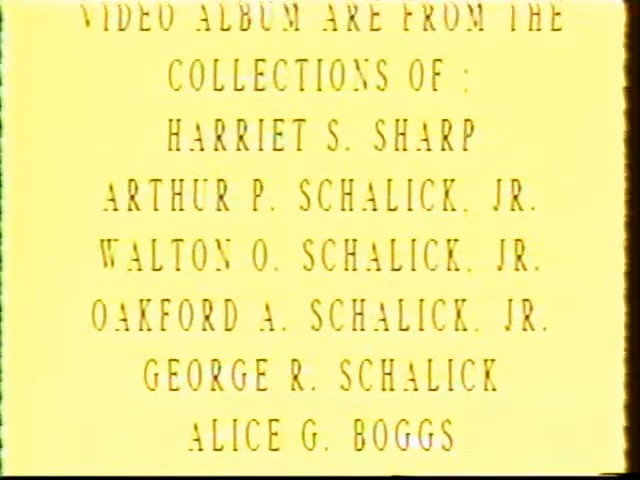 VIDEO ALBUM ARE FROM THE
COLLECTIONS OF :
HARRIET S. SHARP
ARTHUR P. SCHALICK, JR.
WALTON O. SCHALICK, JR.
OAKFORD A. SCHALICK, JR.
GEORGE R. SCHALICK
ALICE G. BOGGS